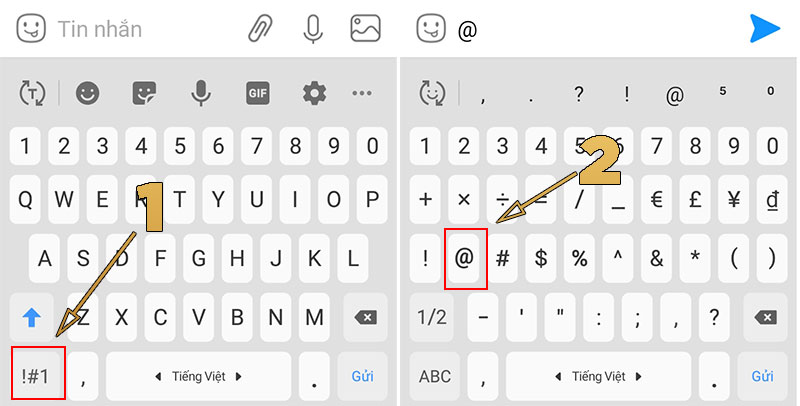 Tin nhắn
GIF
1 2 3 4 5 6 7 8 9 0
Q W E R T Y U I O P
A S D F G H J K L
Z X C V B N M
!#1 , Tiếng Việt . Gửi
1
@
, . ? ! @ ⁵ ⁰
1 2 3 4 5 6 7 8 9 0
+ × ÷ = / _ € £ ¥ ₫
! @ # $ % ^ & * ( )
1/2 - ' " : ; , ?
ABC , Tiếng Việt . Gửi
2